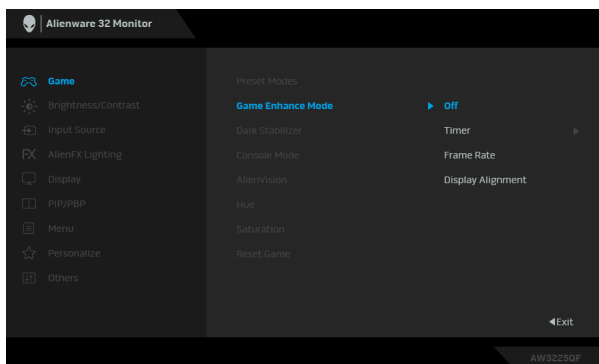 Alienware 32 Monitor
Game
Brightness/Contrast
Input Source
FX AlienFX Lighting
Display
PIP/PBP
Menu
Personalize
Others
Preset Modes
Game Enhance Mode
Dark Stabilizer
Console Mode
AlienVision
Hue
Saturation
Reset Game
Off
Timer
Frame Rate
Display Alignment
Exit
AW3225QF